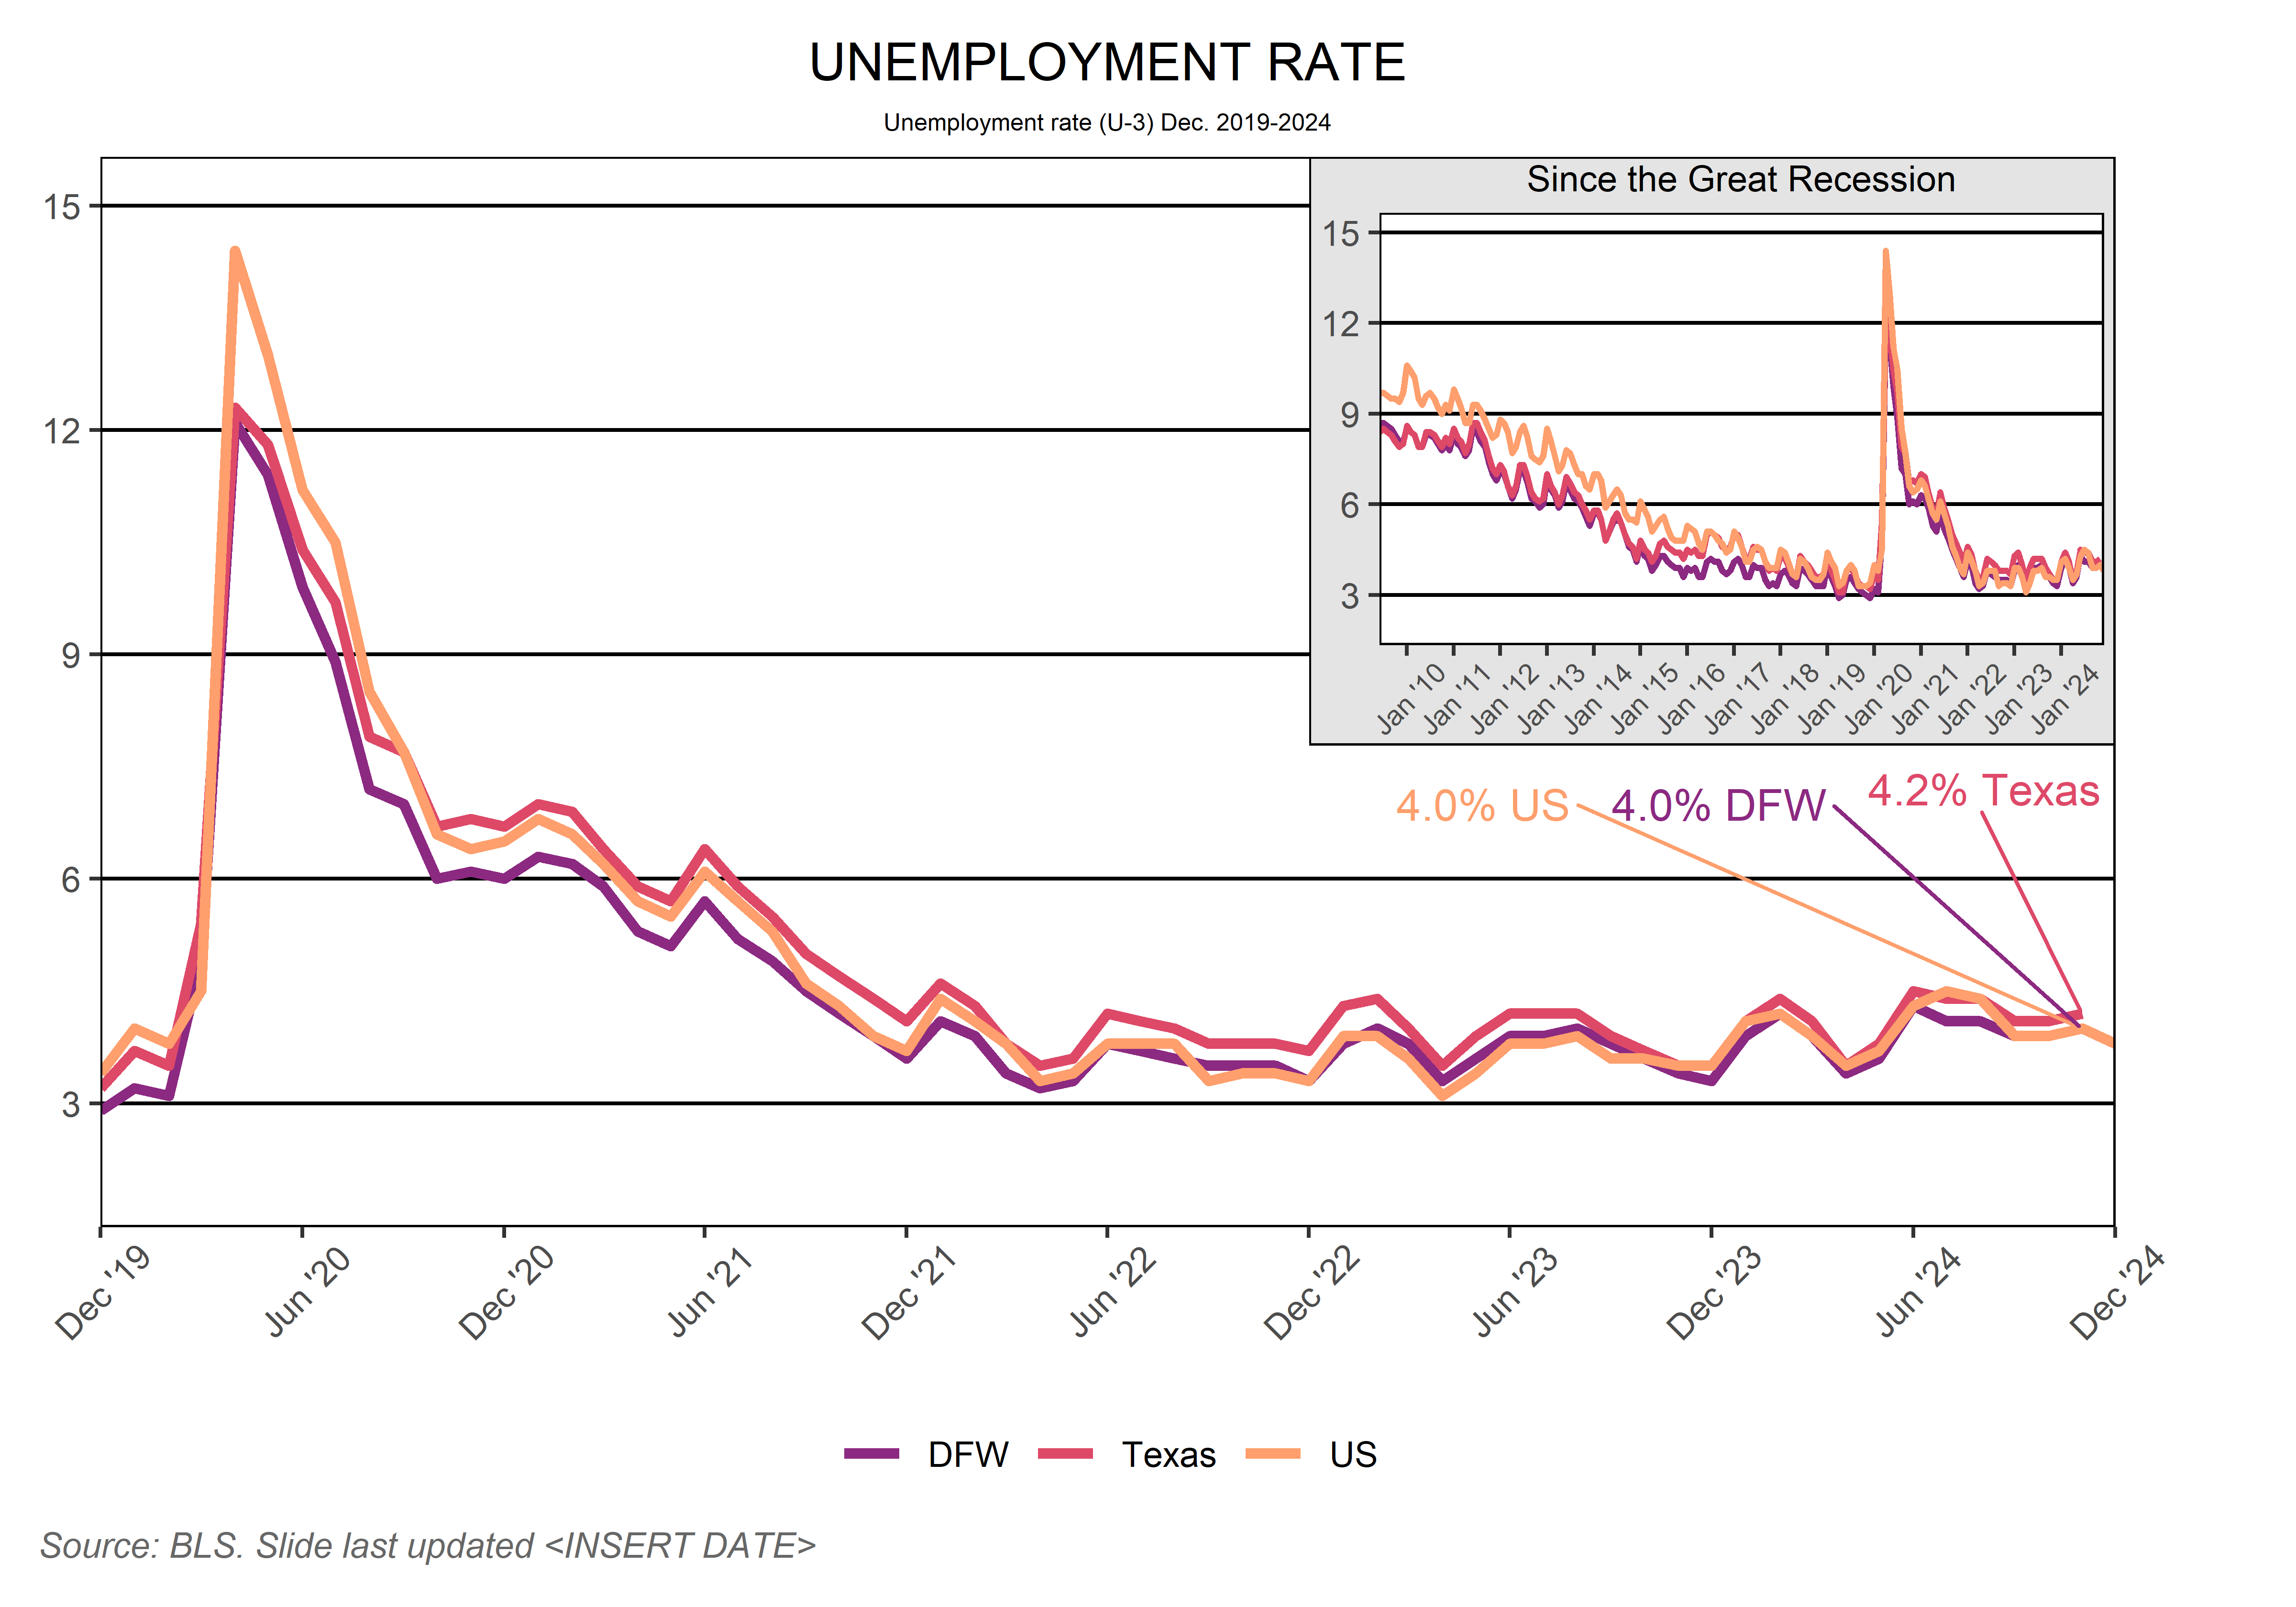 UNEMPLOYMENT RATE
Unemployment rate (U-3) Dec. 2019-2024
Since the Great Recession
15
12
9
6
3
Jan '10
Jan '11
Jan '12
Jan '13
Jan '14
Jan '15
Jan '16
Jan '17
Jan '18
Jan '19
Jan '20
Jan '21
Jan '22
Jan '23
Jan '24
15
12
9
6
3
4.0% US
4.0% DFW
4.2% Texas
Dec '19
Jun '20
Dec '20
Jun '21
Dec '21
Jun '22
Dec '22
Jun '23
Dec '23
Jun '24
Dec '24
DFW
Texas
US
Source: BLS. Slide last updated <INSERT DATE>